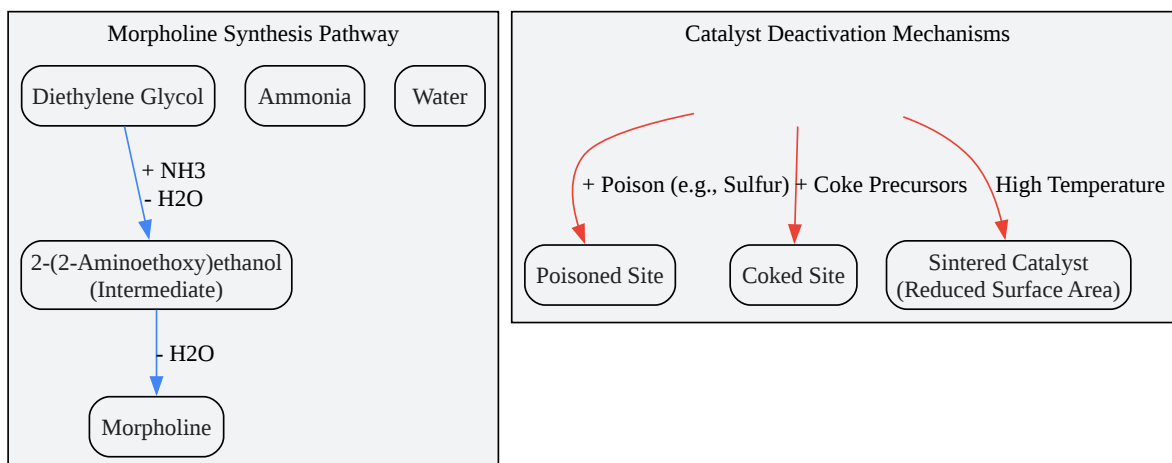 Morpholine Synthesis Pathway
Diethylene Glycol
Ammonia
Water
+ NH3
- H2O
2-(2-Aminoethoxy)ethanol
(Intermediate)
- H2O
Morpholine
Catalyst Deactivation Mechanisms
+ Poison (e.g., Sulfur)
+ Coke Precursors
High Temperature
Poisoned Site
Coked Site
Sintered Catalyst
(Reduced Surface Area)